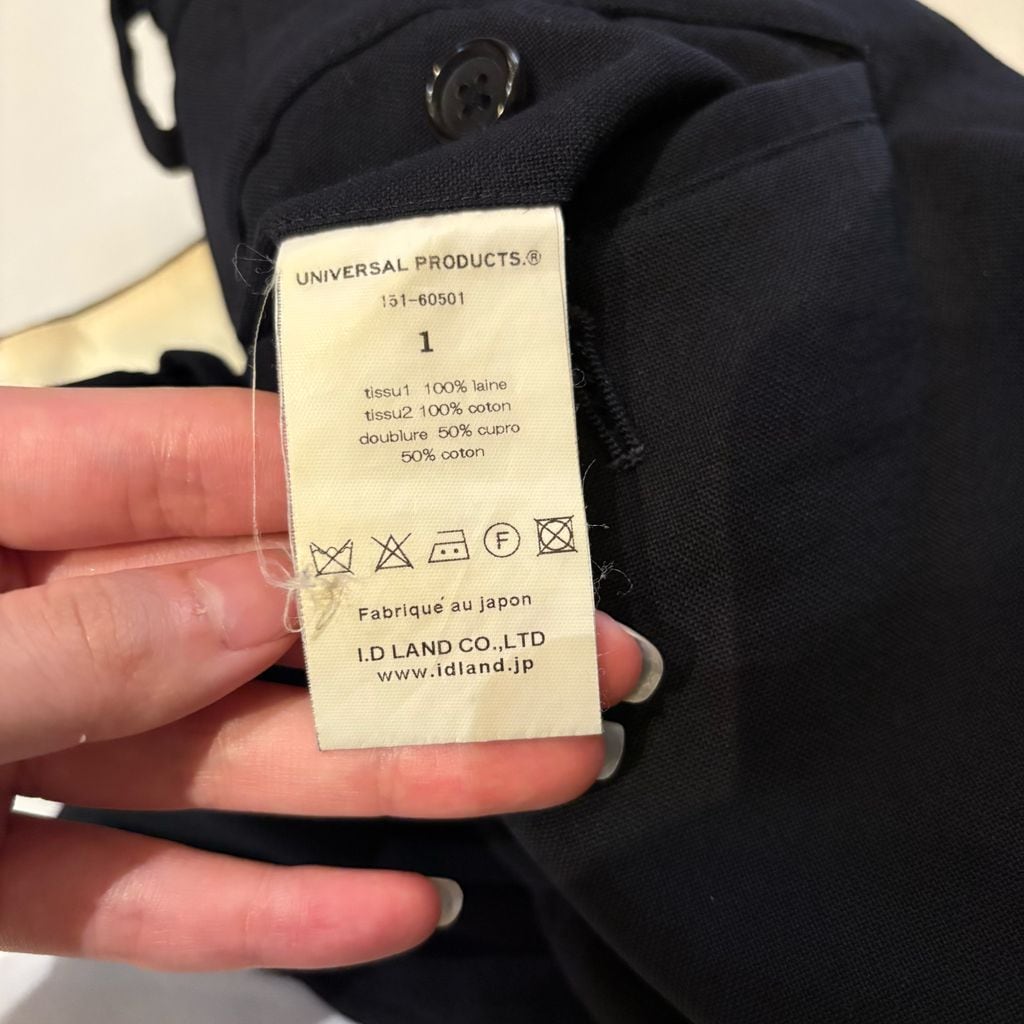 UNIVERSAL PRODUCTS.®
151-60501
1
tissu1 100% laine
tissu2 100% coton
doublure 50% cupro
50% coton
F
Fabriqué au japon
I.D LAND CO.,LTD
www.idland.jp